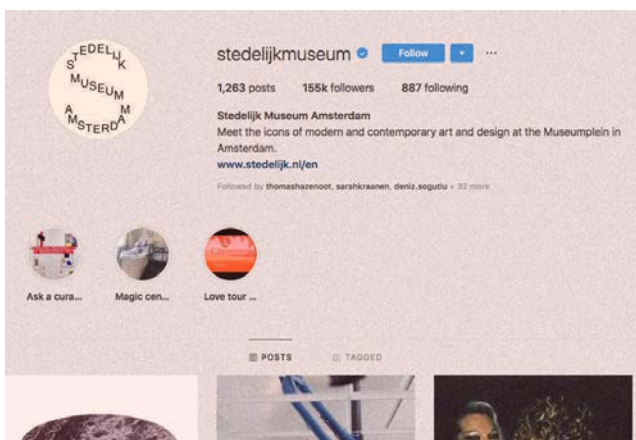 STEDELIJK
MUSEUM
AMSTERDAM
stedelijkmuseum Follow ...
1,263 posts 155k followers 887 following
Stedelijk Museum Amsterdam
Meet the icons of modern and contemporary art and design at the Museumplein in
Amsterdam.
www.stedelijk.nl/en
Followed by thomashazenoot, sarahkraanen, deniz.sogutlu + 32 more
Ask a cura... Magic cen... Love tour ...
POSTS TAGGED